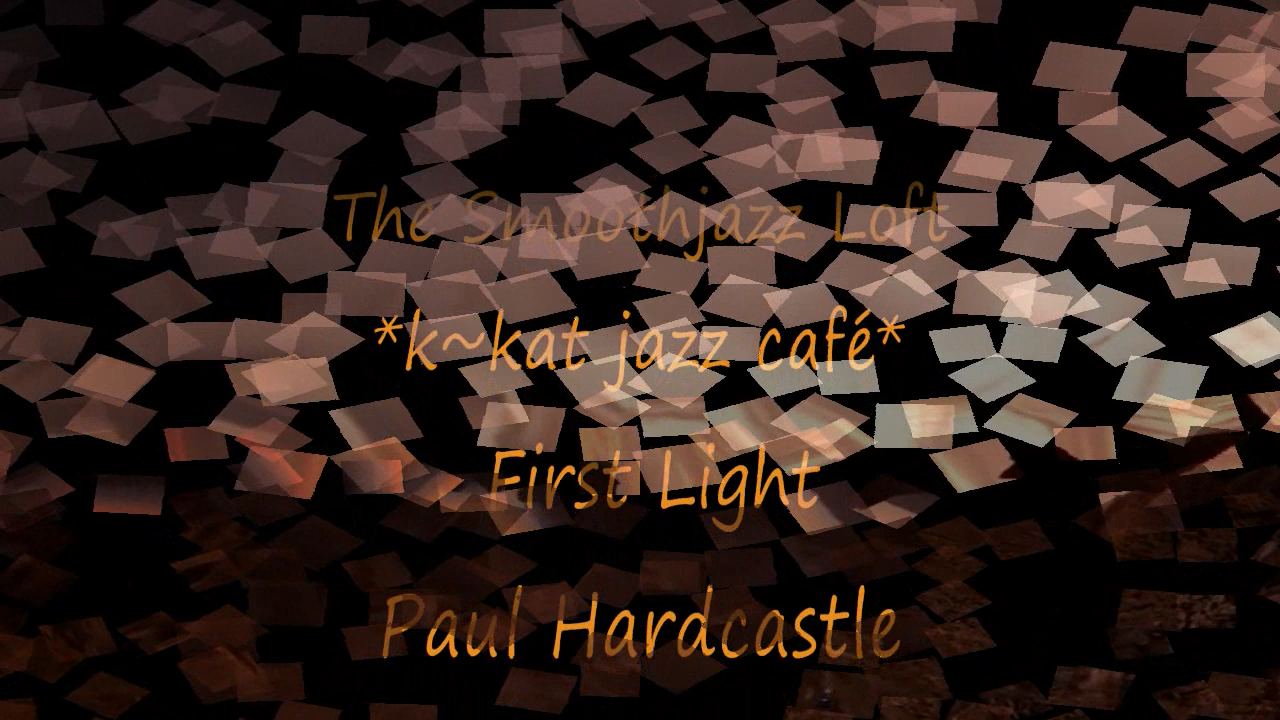 The Smoothjazz Loft
*k~kat jazz café*
First Light
Paul Hardcastle